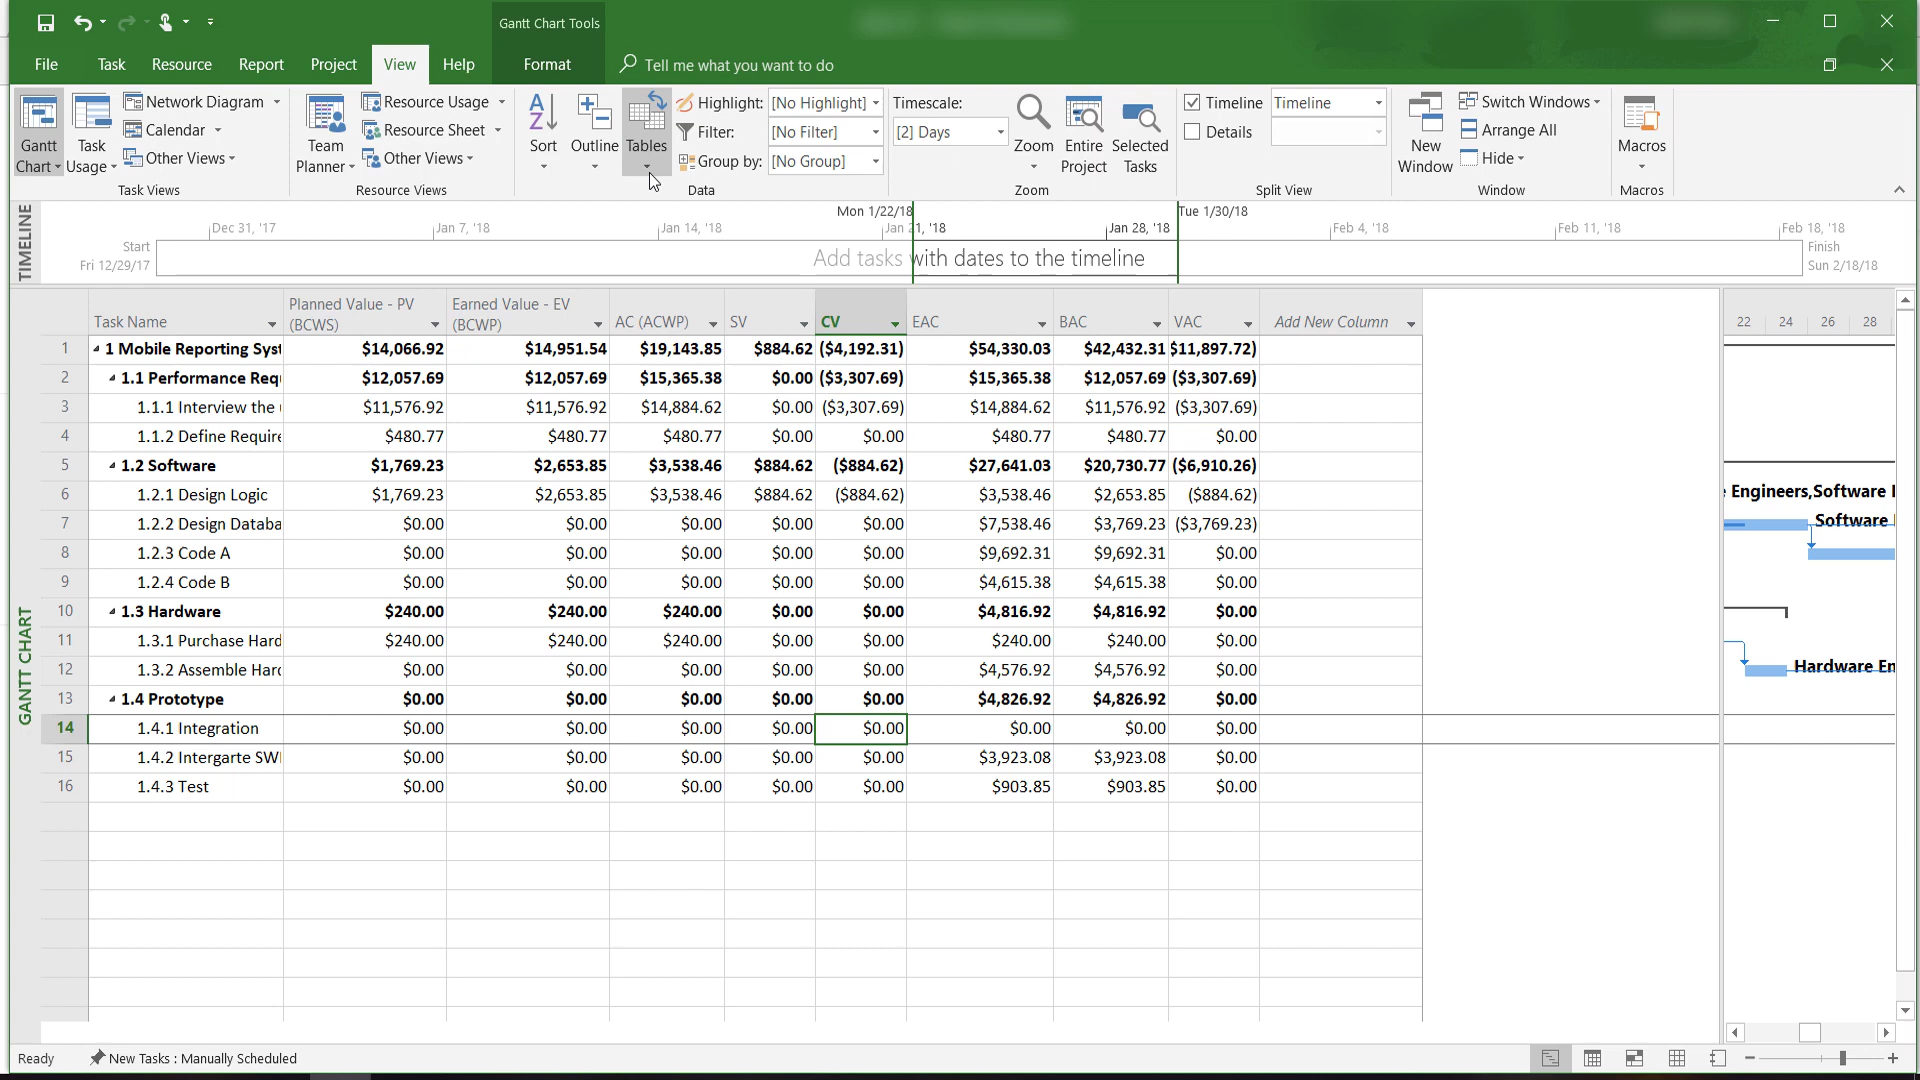 Gantt Chart Tools
File Task Resource Report Project View Help Format Tell me what you want to do
Gantt Chart
Task Usage
Network Diagram
Calendar
Other Views
Task Views
Team Planner
Resource Usage
Resource Sheet
Other Views
Resource Views
Sort
Outline
Tables
Highlight: [No Highlight]
Filter: [No Filter]
Group by: [No Group]
Data
Timescale:
[2] Days
Zoom
Entire Project
Selected Tasks
Zoom
Timeline Timeline
Details
Split View
New Window
Switch Windows
Arrange All
Hide
Window
Macros
Macros
TIMELINE
Mon 1/22/18 Tue 1/30/18
Dec 31, '17 Jan 7, '18 Jan 14, '18 Jan 21, '18 Jan 28, '18 Feb 4, '18 Feb 11, '18 Feb 18, '18
Start
Fri 12/29/17
Add tasks with dates to the timeline
Finish
Sun 2/18/18
GANTT CHART
Task Name Planned Value - PV (BCWS) Earned Value - EV (BCWP) AC (ACWP) SV CV EAC BAC VAC Add New Column 22 24 26 28
1 1 Mobile Reporting Syst $14,066.92 $14,951.54 $19,143.85 $884.62 ($4,192.31) $54,330.03 $42,432.31 $11,897.72)
2 1.1 Performance Requ $12,057.69 $12,057.69 $15,365.38 $0.00 ($3,307.69) $15,365.38 $12,057.69 ($3,307.69)
3 1.1.1 Interview the $11,576.92 $11,576.92 $14,884.62 $0.00 ($3,307.69) $14,884.62 $11,576.92 ($3,307.69)
4 1.1.2 Define Require $480.77 $480.77 $480.77 $0.00 $0.00 $480.77 $480.77 $0.00
5 1.2 Software $1,769.23 $2,653.85 $3,538.46 $884.62 ($884.62) $27,641.03 $20,730.77 ($6,910.26)
6 1.2.1 Design Logic $1,769.23 $2,653.85 $3,538.46 $884.62 ($884.62) $3,538.46 $2,653.85 ($884.62) Engineers,Software
7 1.2.2 Design Databa $0.00 $0.00 $0.00 $0.00 $0.00 $7,538.46 $3,769.23 ($3,769.23) Software
8 1.2.3 Code A $0.00 $0.00 $0.00 $0.00 $0.00 $9,692.31 $9,692.31 $0.00
9 1.2.4 Code B $0.00 $0.00 $0.00 $0.00 $0.00 $4,615.38 $4,615.38 $0.00
10 1.3 Hardware $240.00 $240.00 $240.00 $0.00 $0.00 $4,816.92 $4,816.92 $0.00
11 1.3.1 Purchase Hard $240.00 $240.00 $240.00 $0.00 $0.00 $240.00 $240.00 $0.00
12 1.3.2 Assemble Harc $0.00 $0.00 $0.00 $0.00 $0.00 $4,576.92 $4,576.92 $0.00 Hardware En
13 1.4 Prototype $0.00 $0.00 $0.00 $0.00 $0.00 $4,826.92 $4,826.92 $0.00
14 1.4.1 Integration $0.00 $0.00 $0.00 $0.00 $0.00 $0.00 $0.00 $0.00
15 1.4.2 Intergarte SW $0.00 $0.00 $0.00 $0.00 $0.00 $3,923.08 $3,923.08 $0.00
16 1.4.3 Test $0.00 $0.00 $0.00 $0.00 $0.00 $903.85 $903.85 $0.00
Ready New Tasks : Manually Scheduled